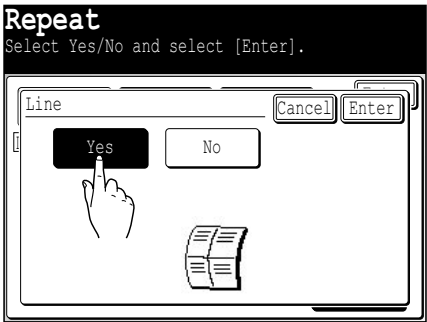 Repeat
Select Yes/No and select [Enter].
Line
Cancel Enter
Yes No